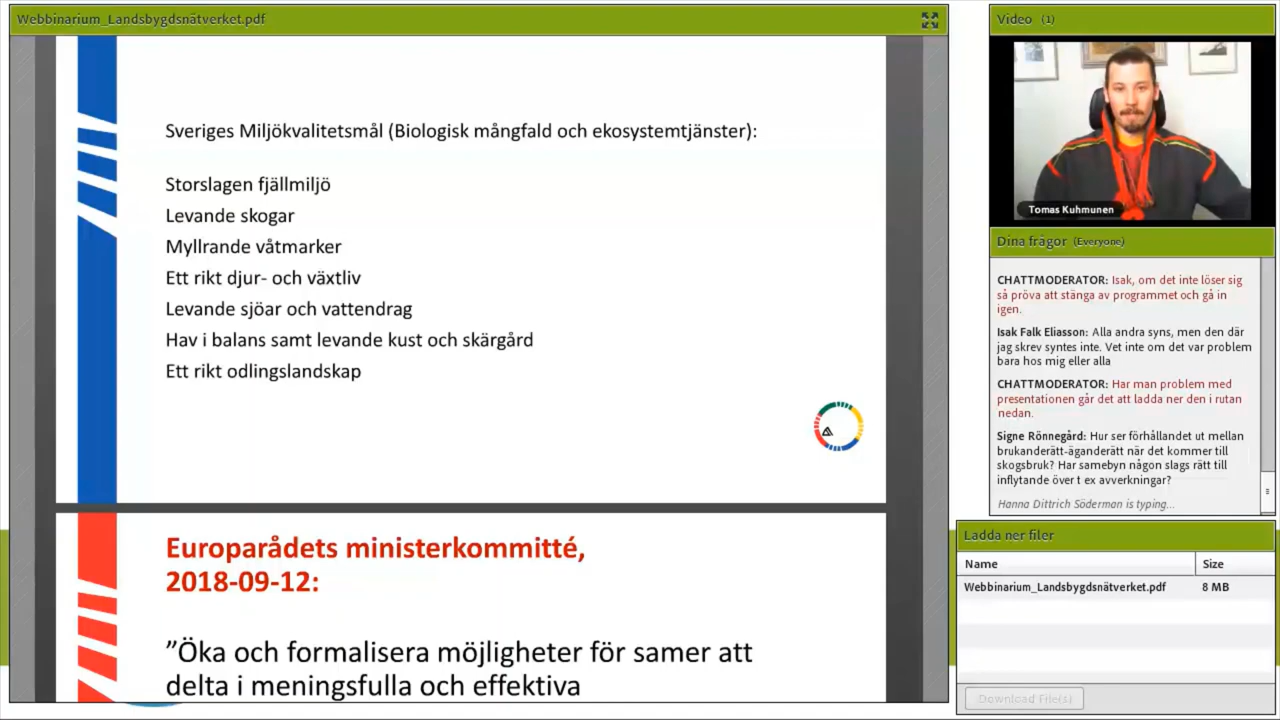 Webbinarium_Landsbygdsnätverket.pdf
Sveriges Miljökvalitetsmål (Biologisk mångfald och ekosystemtjänster):
Storslagen fjällmiljö
Levande skogar
Myllrande våtmarker
Ett rikt djur- och växtliv
Levande sjöar och vattendrag
Hav i balans samt levande kust och skärgård
Ett rikt odlingslandskap
Europarådets ministerkommitté,
2018-09-12:
”Öka och formalisera möjligheter för samer att
delta i meningsfulla och effektiva
Video (1)
Tomas Kuhmunen
Dina frågor (Everyone)
CHATTMODERATOR: Isak, om det inte löser sig
så pröva att stänga av programmet och gå in
igen.
Isak Falk Eliasson: Alla andra syns, men den där
jag skrev syntes inte. Vet inte om det var problem
bara hos mig eller alla
CHATTMODERATOR: Har man problem med
presentationen går det att ladda ner den i rutan
nedan.
Signe Rönnegård: Hur ser förhållandet ut mellan
brukanderätt-äganderätt när det kommer till
skogsbruk? Har samebyn någon slags rätt till
inflytande över t ex avverkningar?
Hanna Dittrich Söderman is typing...
Ladda ner filer
Name Size
Webbinarium_Landsbygdsnätverket.pdf 8 MB
Download File(s)